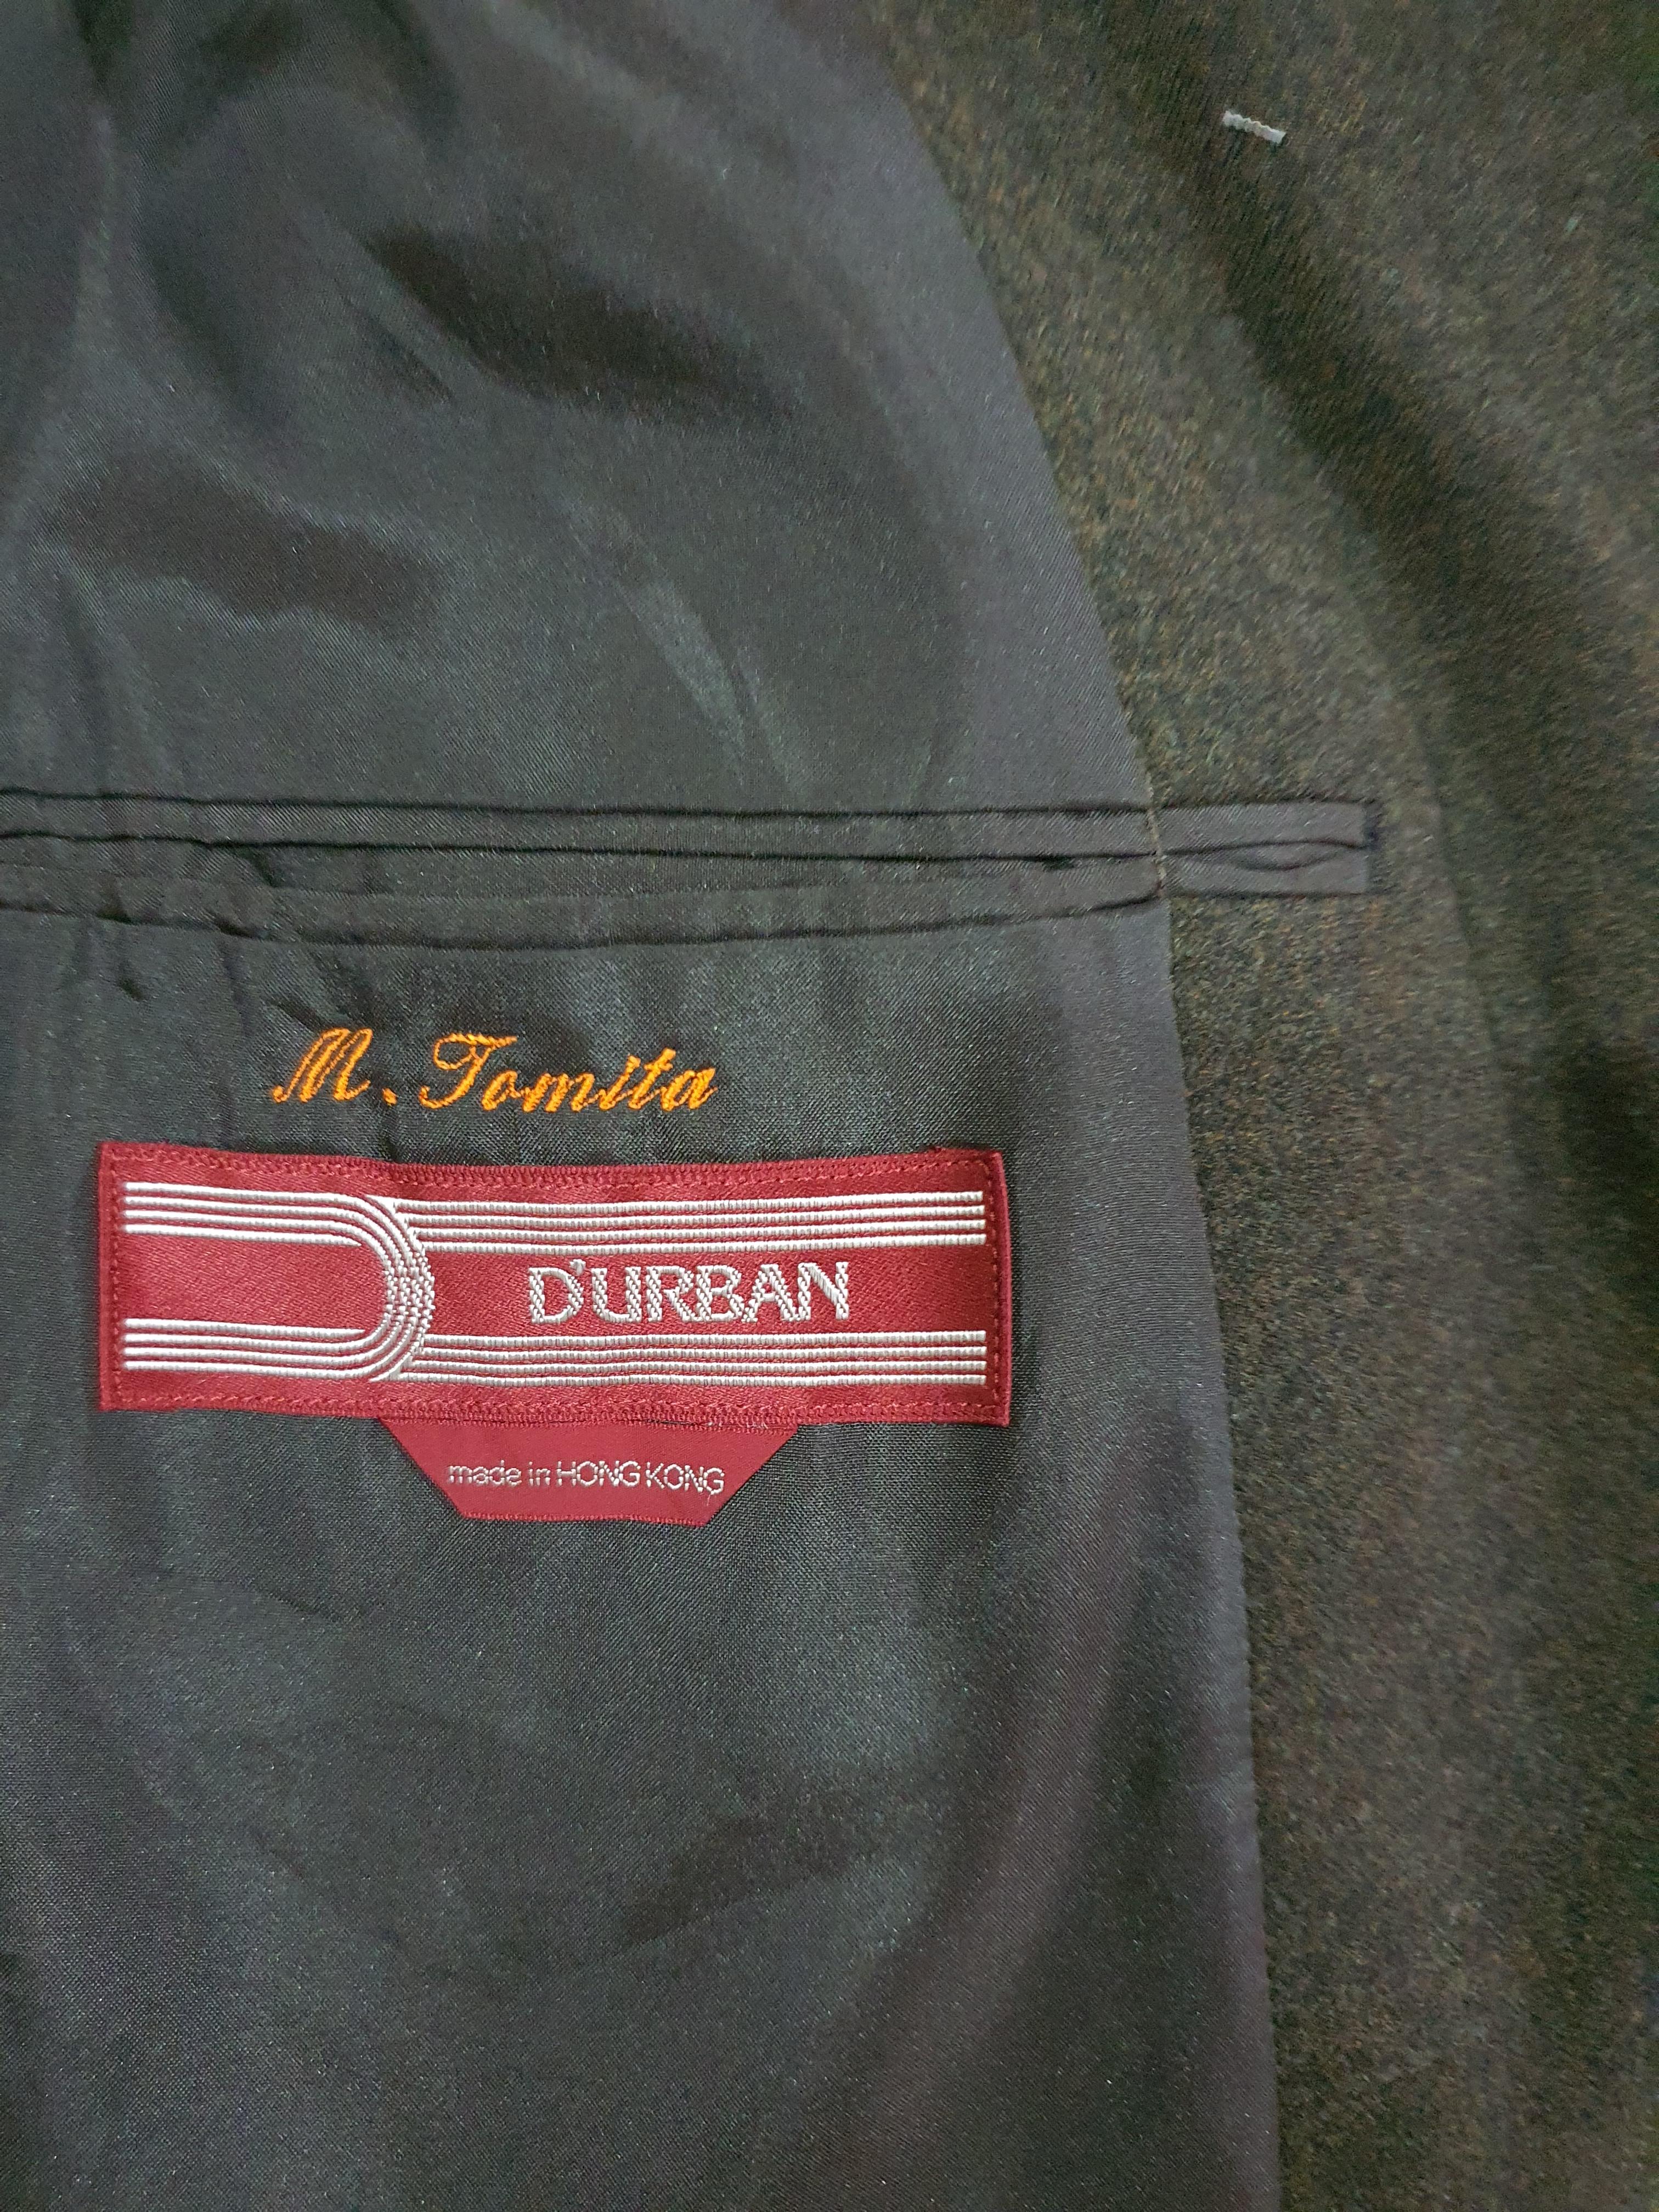 M. Tomita
D'URBAN
made in HONG KONG